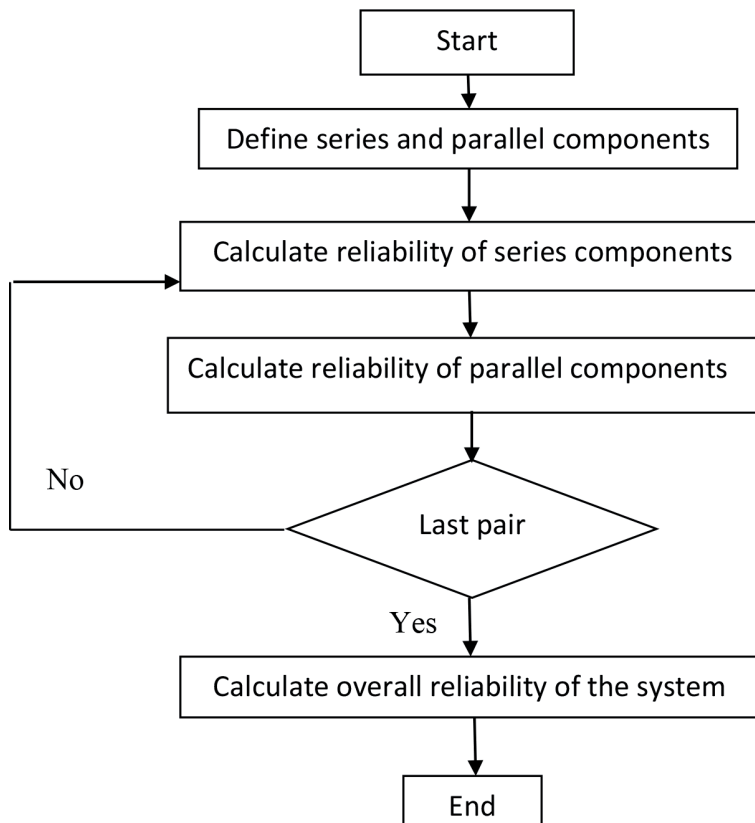 Start
Define series and parallel components
Calculate reliability of series components
Calculate reliability of parallel components
No
Last pair
Yes
Calculate overall reliability of the system
End